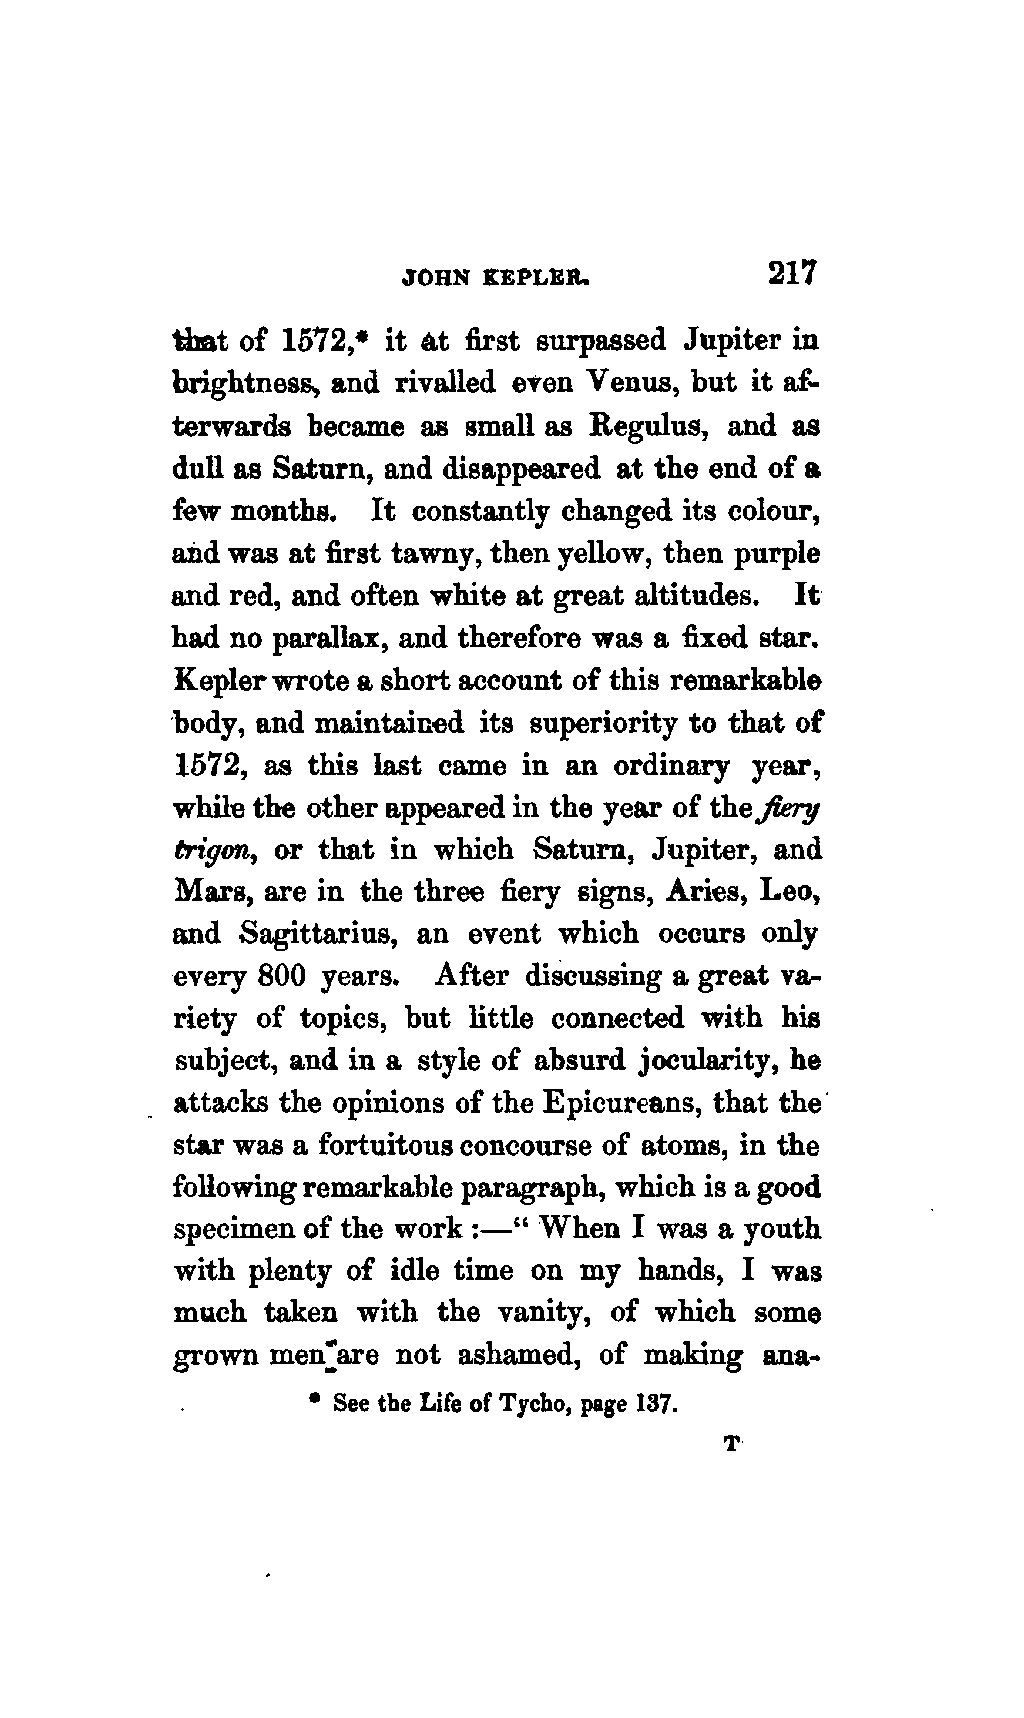 JOHN KEPLER. 217
that of 1572,* it at first surpassed Jupiter in
brightness, and rivalled even Venus, but it af-
terwards became as small as Regulus, and as
dull as Saturn, and disappeared at the end of a
few months. It constantly changed its colour,
and was at first tawny, then yellow, then purple
and red, and often white at great altitudes. It
had no parallax, and therefore was a fixed star.
Kepler wrote a short account of this remarkable
body, and maintained its superiority to that of
1572, as this last came in an ordinary year,
while the other appeared in the year of the fiery
trigon, or that in which Saturn, Jupiter, and
Mars, are in the three fiery signs, Aries, Leo,
and Sagittarius, an event which occurs only
every 800 years. After discussing a great va-
riety of topics, but little connected with his
subject, and in a style of absurd jocularity, he
attacks the opinions of the Epicureans, that the
star was a fortuitous concourse of atoms, in the
following remarkable paragraph, which is a good
specimen of the work :—“ When I was a youth
with plenty of idle time on my hands, I was
much taken with the vanity, of which some
grown men are not ashamed, of making ana-
* See the Life of Tycho, page 137.
T